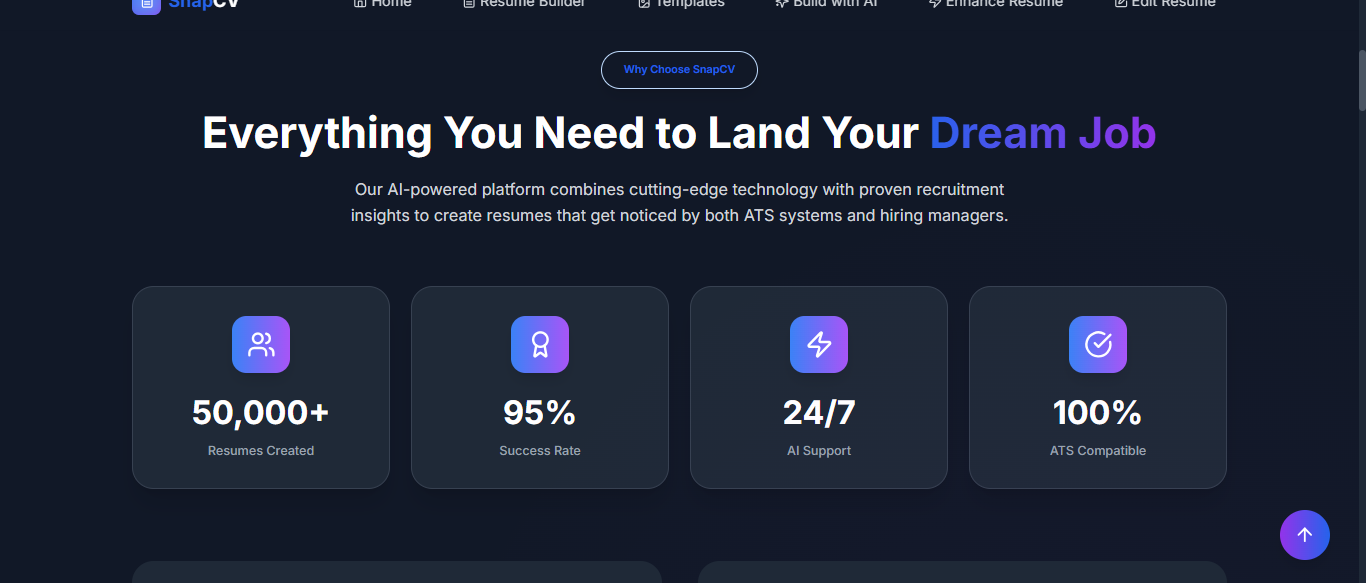 SnapCV
Home
Resume Builder
Templates
Build with AI
Enhance Resume
Edit Resume
Why Choose SnapCV
Everything You Need to Land Your Dream Job
Our AI-powered platform combines cutting-edge technology with proven recruitment
insights to create resumes that get noticed by both ATS systems and hiring managers.
50,000+
Resumes Created
95%
Success Rate
24/7
AI Support
100%
ATS Compatible